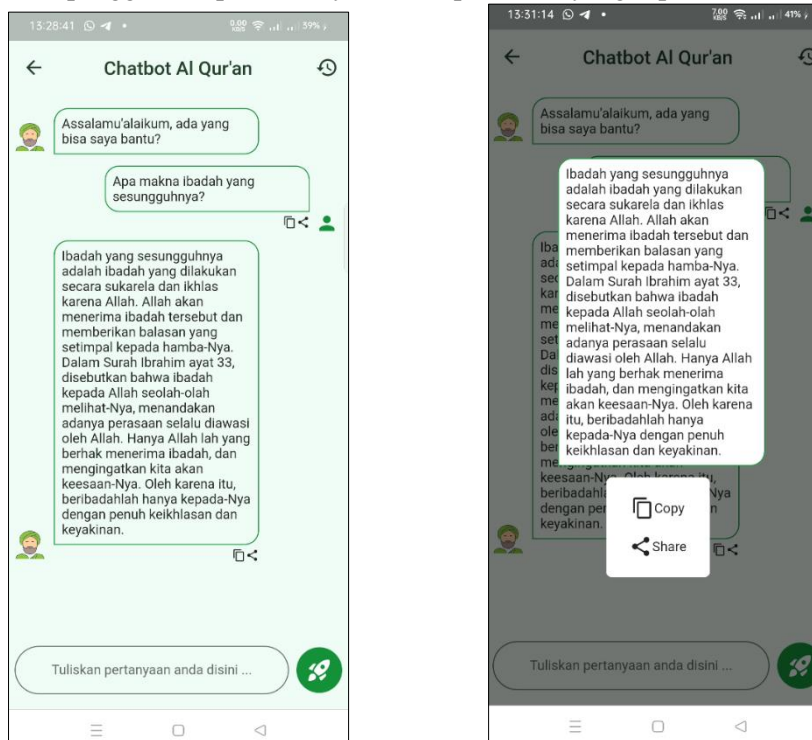 13:28:41
0.00
KB/S
39%
Chatbot Al Qur'an
Assalamu'alaikum, ada yang
bisa saya bantu?
Apa makna ibadah yang
sesungguhnya?
Ibadah yang sesungguhnya
adalah ibadah yang dilakukan
secara sukarela dan ikhlas
karena Allah. Allah akan
menerima ibadah tersebut dan
memberikan balasan yang
setimpal kepada hamba-Nya.
Dalam Surah Ibrahim ayat 33,
disebutkan bahwa ibadah
kepada Allah seolah-olah
melihat-Nya, menandakan
adanya perasaan selalu diawasi
oleh Allah. Hanya Allah lah yang
berhak menerima ibadah, dan
mengingatkan kita akan
keesaan-Nya. Oleh karena itu,
beribadahlah hanya kepada-Nya
dengan penuh keikhlasan dan
keyakinan.
Tuliskan pertanyaan anda disini ...
13:31:14
7.00
KB/S
41%
Chatbot Al Qur'an
Assalamu'alaikum, ada yang
bisa saya bantu?
Ibadah yang sesungguhnya
adalah ibadah yang dilakukan
secara sukarela dan ikhlas
karena Allah. Allah akan
menerima ibadah tersebut dan
memberikan balasan yang
setimpal kepada hamba-Nya.
Dalam Surah Ibrahim ayat 33,
disebutkan bahwa ibadah
kepada Allah seolah-olah
melihat-Nya, menandakan
adanya perasaan selalu
diawasi oleh Allah. Hanya Allah
lah yang berhak menerima
ibadah, dan mengingatkan kita
akan keesaan-Nya. Oleh karena
itu, beribadahlah hanya
kepada-Nya dengan penuh
keikhlasan dan keyakinan.
keyakinan.
Copy
Share
Tuliskan pertanyaan anda disini ...